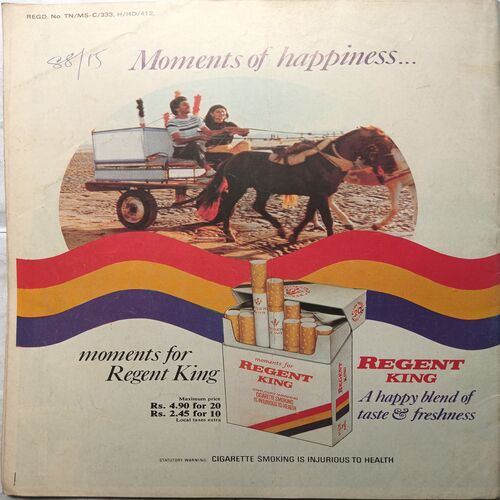 REGD. No. TN/MS-C/333, H/HD/412,
88/15
Moments of happiness...
moments for
Regent King
Maximum price
Rs. 4.90 for 20
Rs. 2.45 for 10
Local taxes extra
moments for
REGENT
KING
CIGARETTE SMOKING
IS INJURIOUS TO HEALTH
REGENT
KING
A happy blend of
taste & freshness
STATUTORY WARNING: CIGARETTE SMOKING IS INJURIOUS TO HEALTH